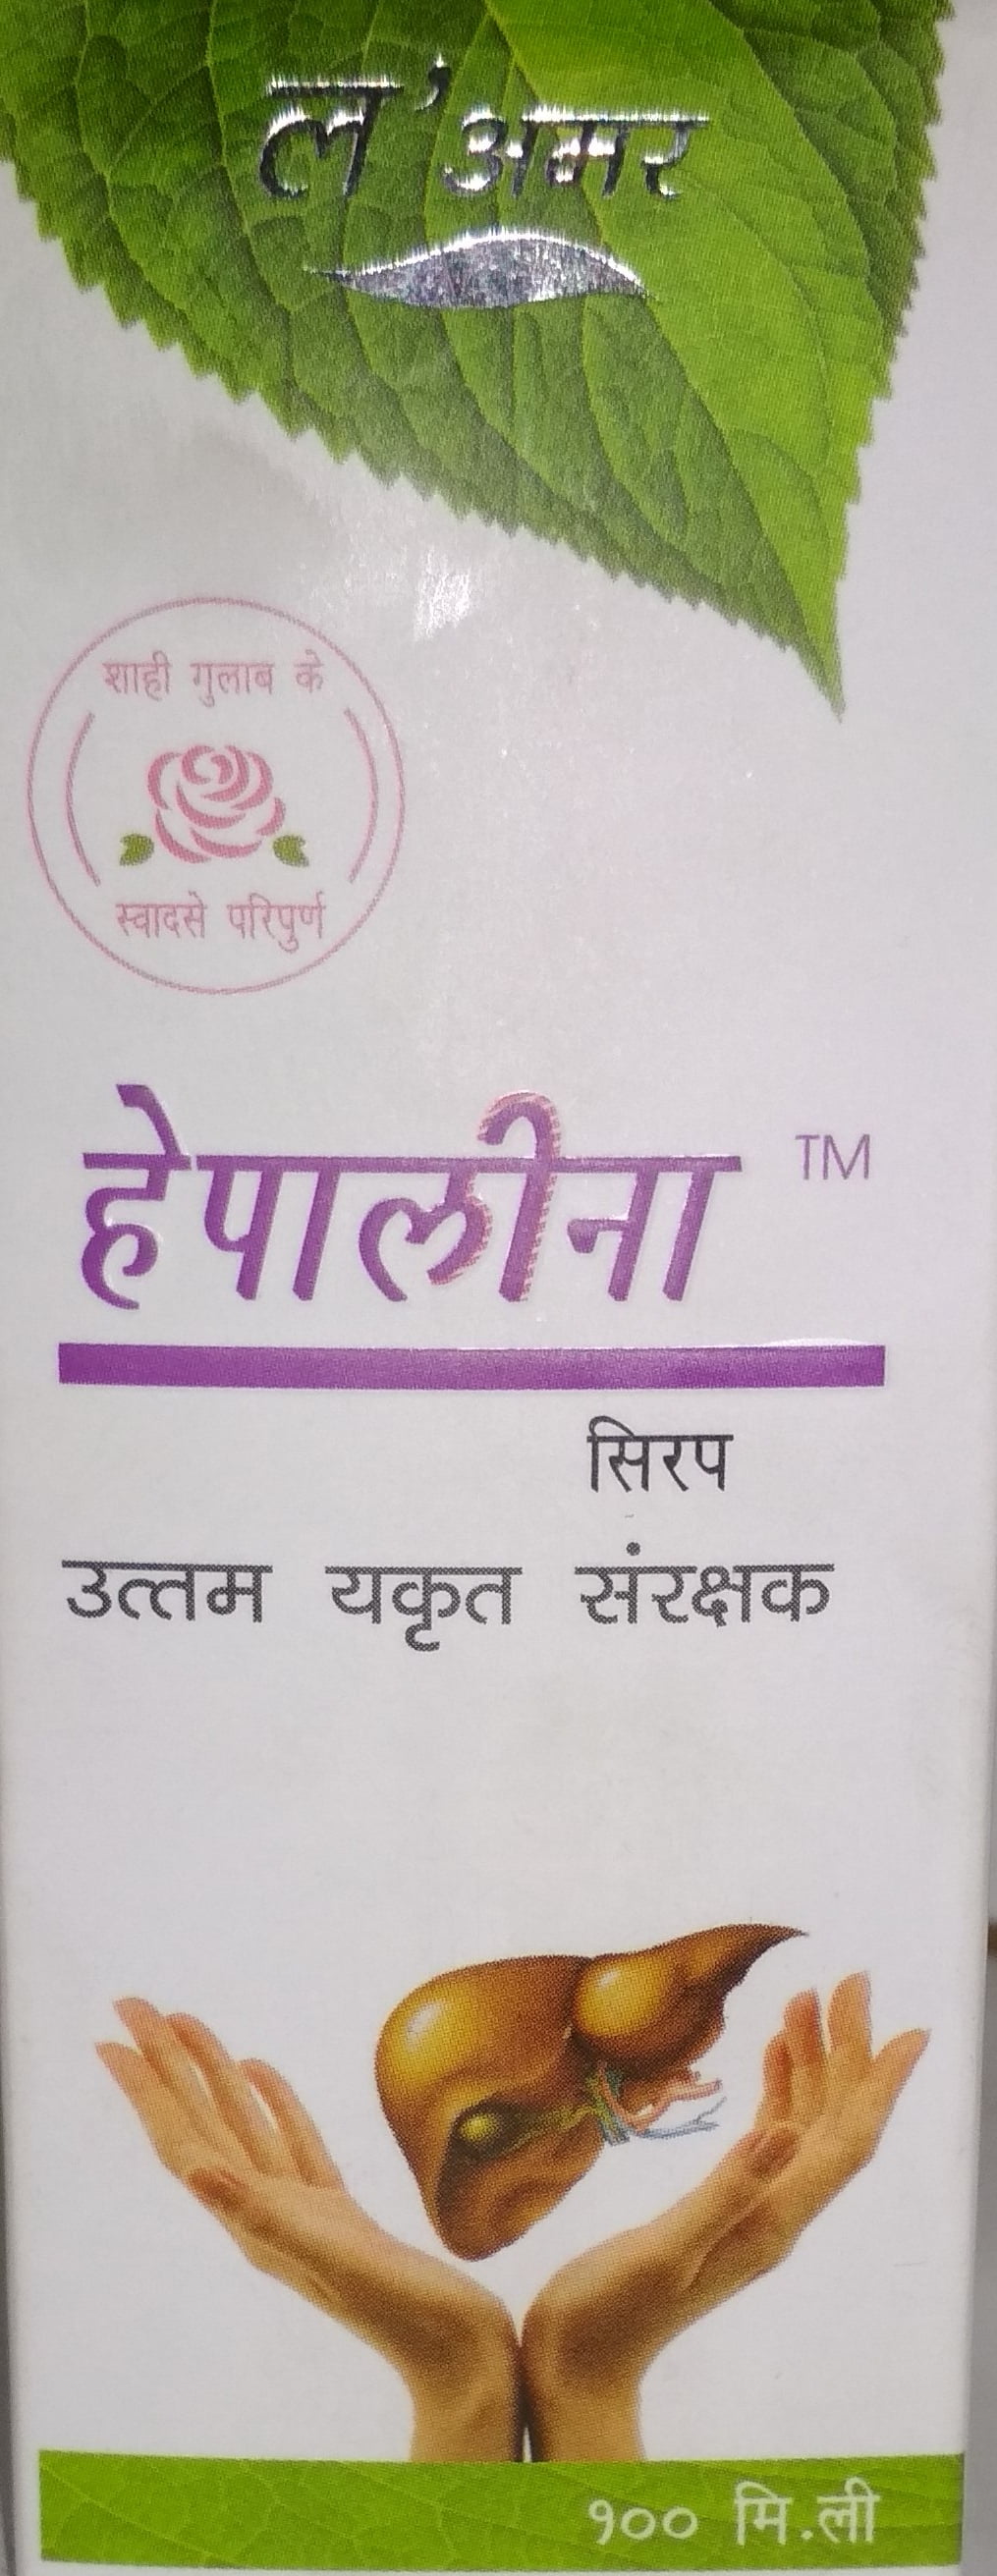 ल'अमर
शाही गुलाब के
स्वादसे परिपुर्ण
हेपालीना TM
सिरप
उत्तम यकृत संरक्षक
१०० मि.ली